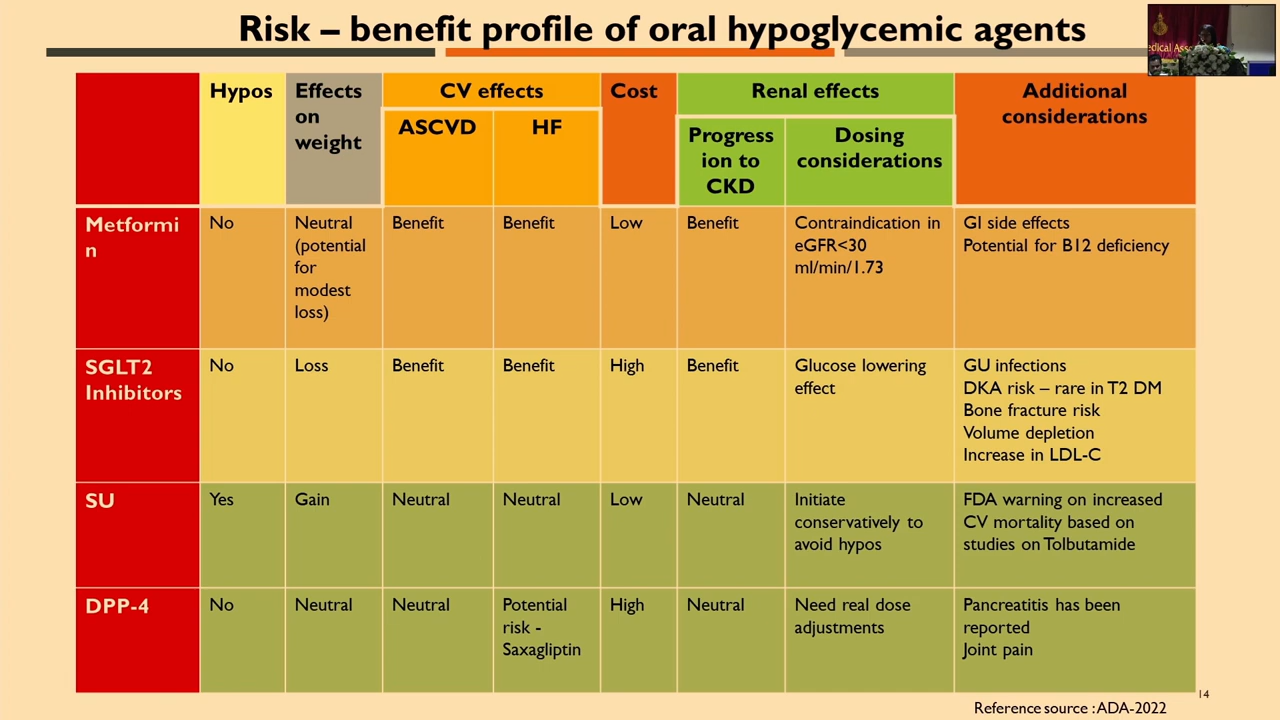 Risk – benefit profile of oral hypoglycemic agents
edical Asso
Hypos
Effects
on
weight
CV effects
ASCVD
HF
Cost
Renal effects
Progress
ion to
CKD
Dosing
considerations
Additional
considerations
Metformi
n
No
Neutral
(potential
for
modest
loss)
Benefit
Benefit
Low
Benefit
Contraindication in
eGFR<30
ml/min/1.73
GI side effects
Potential for B12 deficiency
SGLT2
Inhibitors
No
Loss
Benefit
Benefit
High
Benefit
Glucose lowering
effect
GU infections
DKA risk – rare in T2 DM
Bone fracture risk
Volume depletion
Increase in LDL-C
SU
Yes
Gain
Neutral
Neutral
Low
Neutral
Initiate
conservatively to
avoid hypos
FDA warning on increased
CV mortality based on
studies on Tolbutamide
DPP-4
No
Neutral
Neutral
Potential
risk -
Saxagliptin
High
Neutral
Need real dose
adjustments
Pancreatitis has been
reported
Joint pain
14
Reference source : ADA-2022